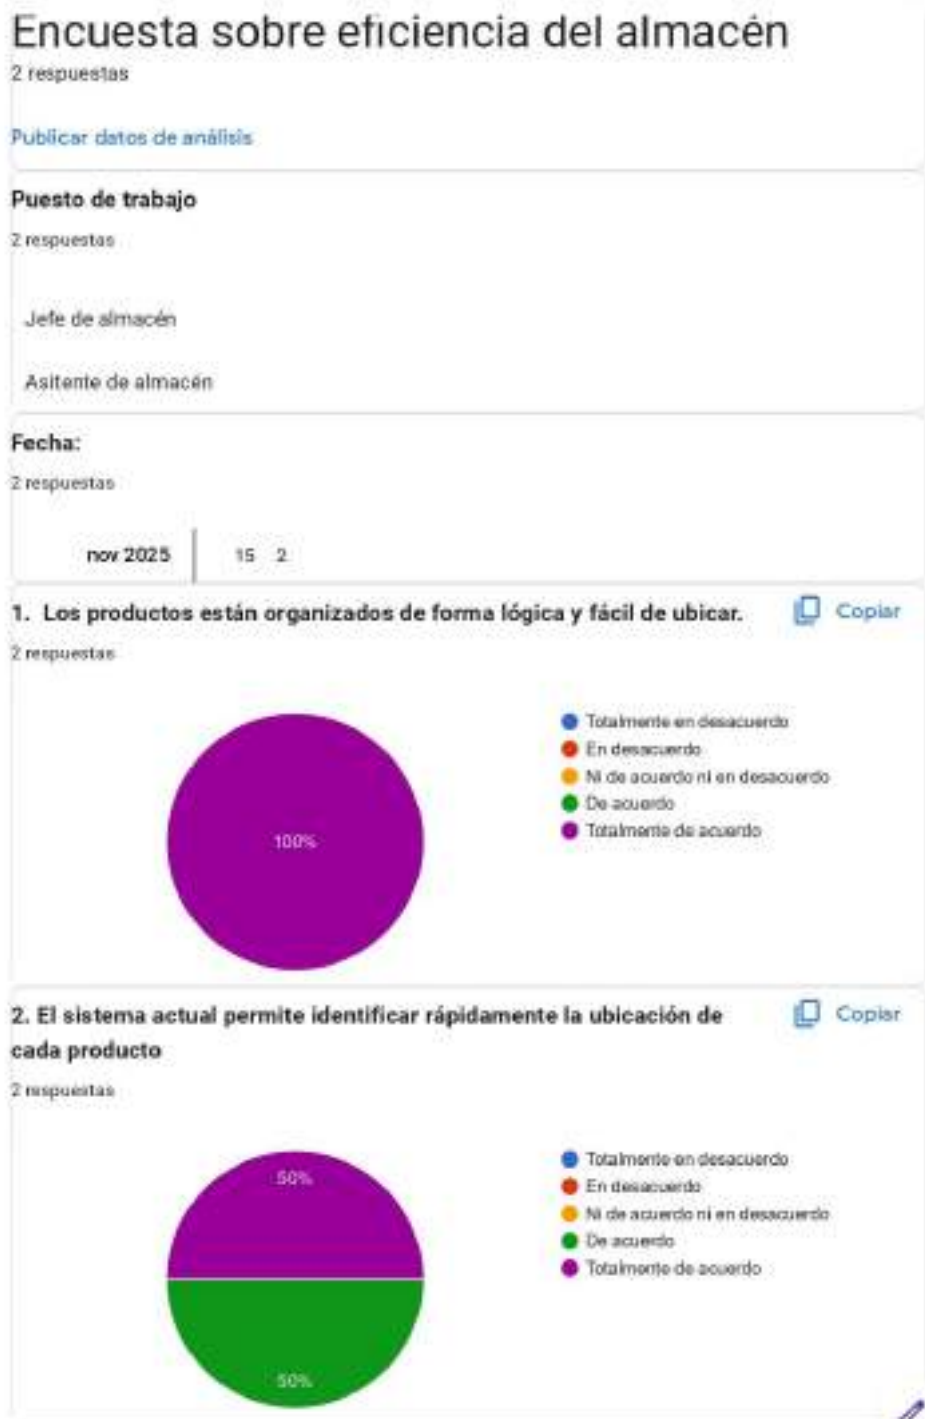 Encuesta sobre eficiencia del almacén
2 respuestas
Publicar datos de análisis
Puesto de trabajo
2 respuestas
Jefe de almacén
Asitente de almacén
Fecha:
2 respuestas
nov 2025 15 2
1. Los productos están organizados de forma lógica y fácil de ubicar.
Copiar
2 respuestas
100%
Totalmente en desacuerdo
En desacuerdo
Ni de acuerdo ni en desacuerdo
De acuerdo
Totalmente de acuerdo
2. El sistema actual permite identificar rápidamente la ubicación de
cada producto
Copiar
2 respuestas
50%
50%
Totalmente en desacuerdo
En desacuerdo
Ni de acuerdo ni en desacuerdo
De acuerdo
Totalmente de acuerdo